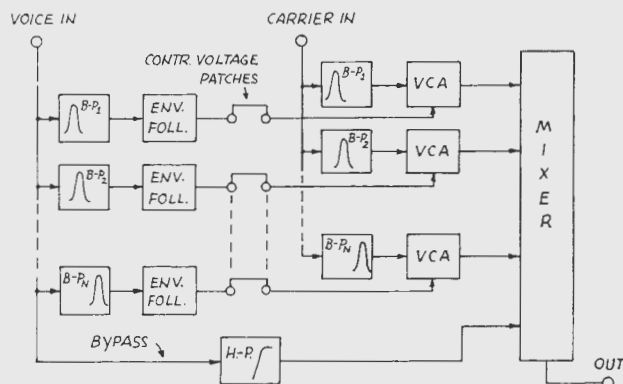 VOICE IN
CARRIER IN
CONTR. VOLTAGE
PATCHES
B-P1
ENV.
FOLL.
B-P1
VCA
B-P2
ENV.
FOLL.
B-P2
VCA
B-PN
ENV.
FOLL.
B-PN
VCA
MIXER
BYPASS
H-P.
OUT